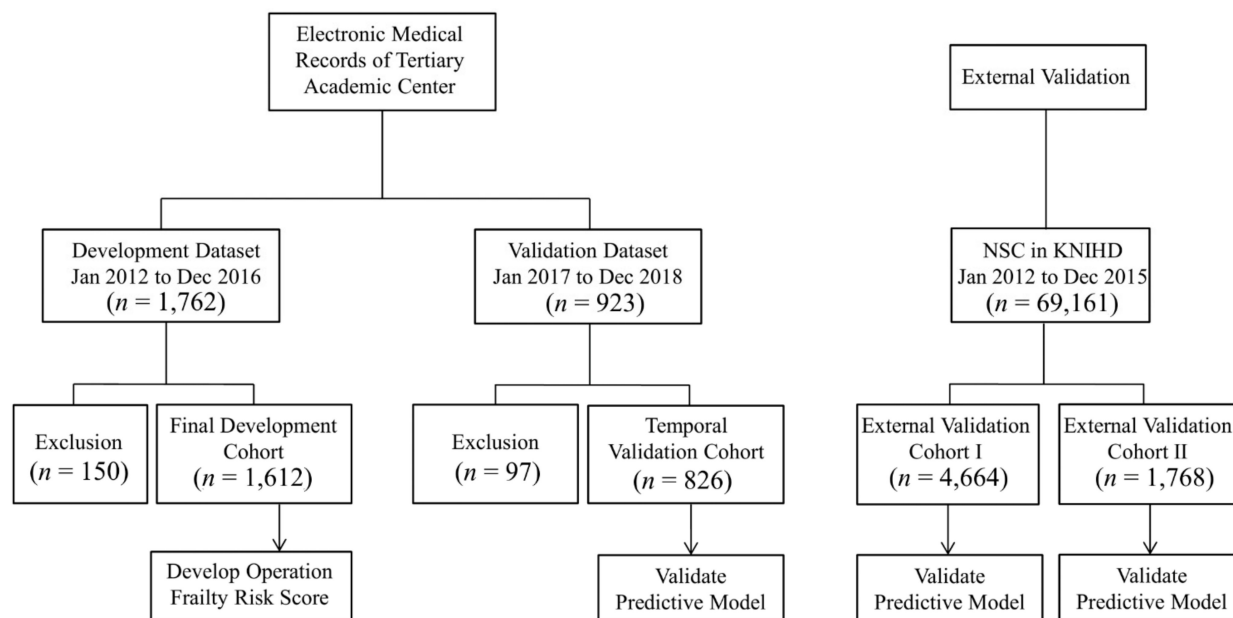 Electronic Medical
Records of Tertiary
Academic Center
External Validation
Development Dataset
Jan 2012 to Dec 2016
(n = 1,762)
Validation Dataset
Jan 2017 to Dec 2018
(n = 923)
NSC in KNIHD
Jan 2012 to Dec 2015
(n = 69,161)
Exclusion
(n = 150)
Final Development
Cohort
(n = 1,612)
Exclusion
(n = 97)
Temporal
Validation Cohort
(n = 826)
External Validation
Cohort I
(n = 4,664)
External Validation
Cohort II
(n = 1,768)
Develop Operation
Frailty Risk Score
Validate
Predictive Model
Validate
Predictive Model
Validate
Predictive Model